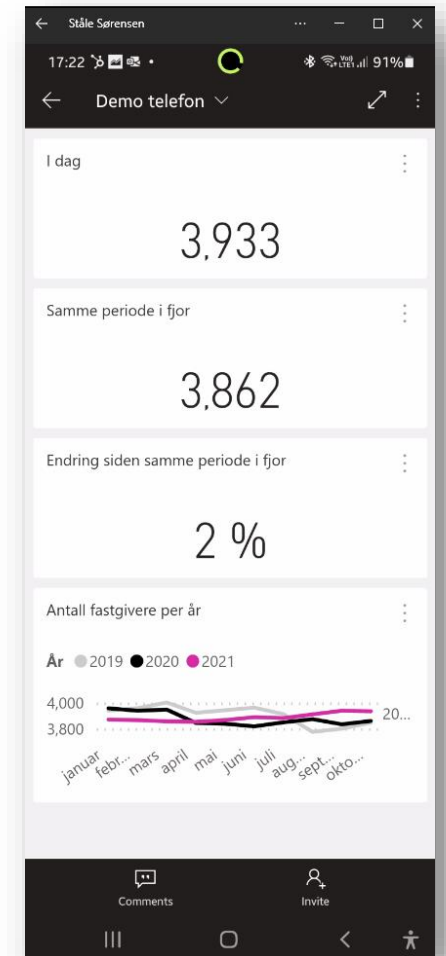 Ståle Sørensen
17:22 91%
Demo telefon
I dag
3,933
Samme periode i fjor
3,862
Endring siden samme periode i fjor
2 %
Antall fastgivere per år
År 2019 2020 2021
4,000
3,800
20...
januar febr... mars april mai juni juli aug... sept... okto...
Comments Invite